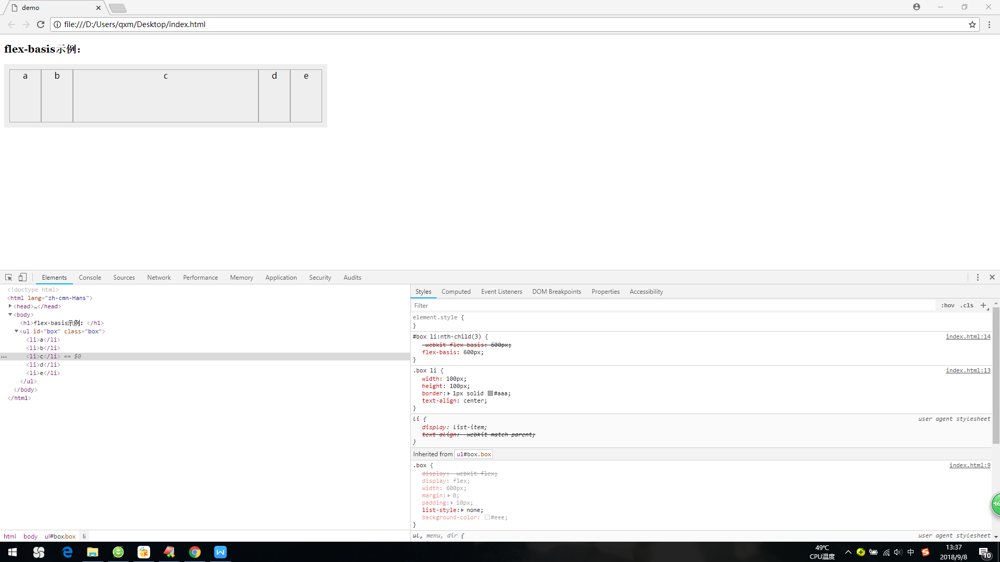 demo
file:///D:/Users/qxm/Desktop/index.html
flex-basis示例：
a b c d e
Elements Console Sources Network Performance Memory Application Security Audits
<!doctype html>
<html lang="zh-cmn-Hans">
<head>…</head>
<body>
<h1>flex-basis示例：</h1>
<ul id="box" class="box">
<li>a</li>
<li>b</li>
... <li>c</li> == $0
<li>d</li>
<li>e</li>
</ul>
</body>
</html>
html body ul#box.box li
Styles Computed Event Listeners DOM Breakpoints Properties Accessibility
Filter :hov .cls +
element.style {
}
#box li:nth-child(3) { index.html:14
-webkit-flex-basis: 600px;
flex-basis: 600px;
}
.box li { index.html:13
width: 100px;
height: 100px;
border: 1px solid #aaa;
text-align: center;
}
li { user agent stylesheet
display: list-item;
text-align: -webkit-match-parent;
}
Inherited from ul#box.box
.box { index.html:9
display: -webkit-flex;
display: flex;
width: 600px;
margin: 0;
padding: 10px;
list-style: none;
background-color: #eee;
}
ul, menu, dir { user agent stylesheet
46
49℃
CPU温度
中
13:37
2018/9/8
10